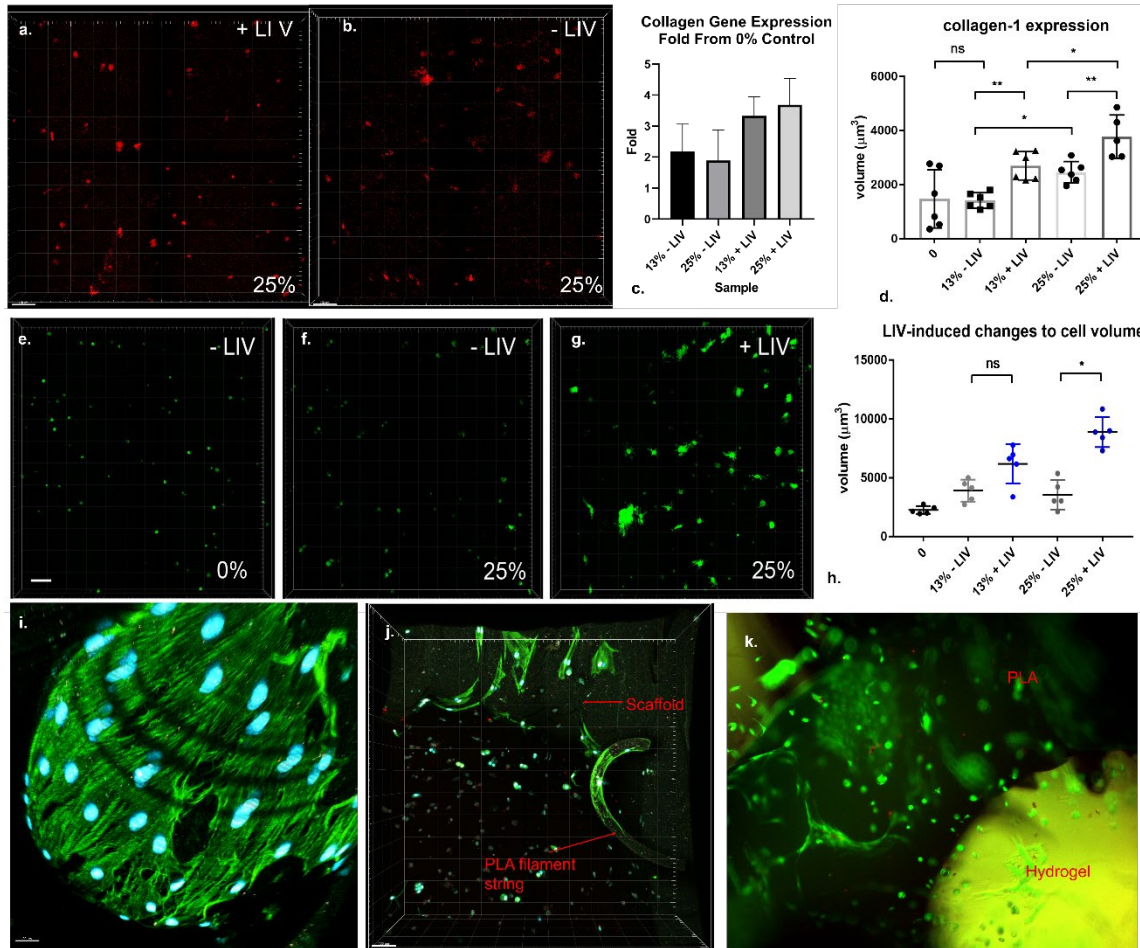 a.
+ LIV
25%
b.
- LIV
25%
Collagen Gene Expression
Fold From 0% Control
Fold
5
4
3
2
1
0
13% - LIV
25% - LIV
13% + LIV
25% + LIV
Sample
c.
collagen-1 expression
volume (μm³)
6000
4000
2000
0
ns
**
*
*
**
0
13% - LIV
13% + LIV
25% - LIV
25% + LIV
d.
e.
- LIV
0%
f.
- LIV
25%
g.
+ LIV
25%
LIV-induced changes to cell volume
volume (μm³)
15000
10000
5000
0
ns
*
0
13% - LIV
13% + LIV
25% - LIV
25% + LIV
h.
i.
j.
Scaffold
PLA filament
string
k.
PLA
Hydrogel